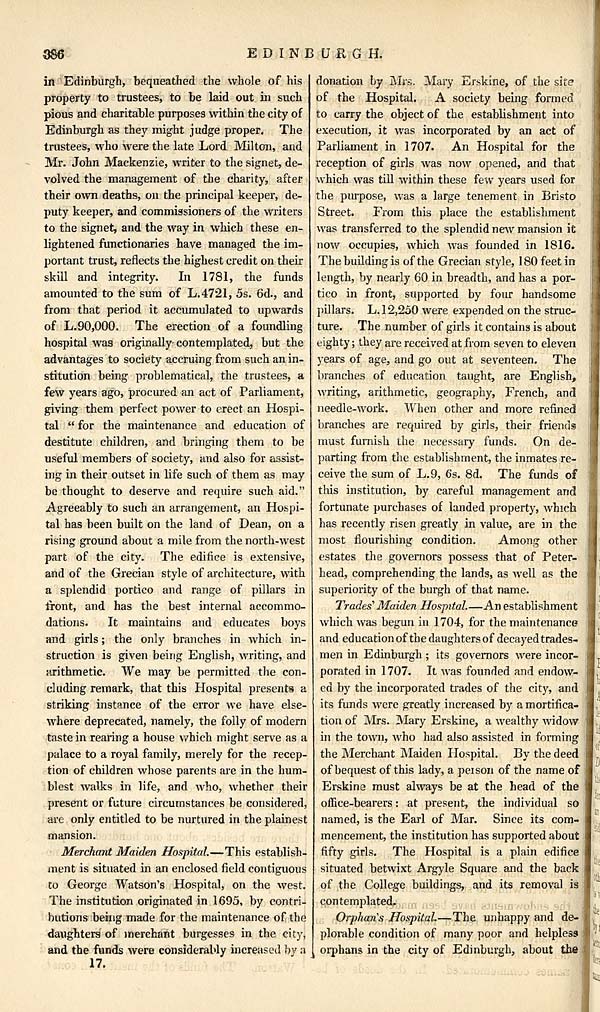 386
EDINBURGH.
in Edinburgh, bequeathed the whole of his
property to trustees, to be laid out in such
pious and charitable purposes within the city of
Edinburgh as they might judge proper. The
trustees, who were the late Lord Milton, and
Mr. John Mackenzie, writer to the signet, de-
volved the management of the charity, after
their own deaths, on the principal keeper, de-
puty keeper, and commissioners of the writers
to the signet, and the way in which these en-
lightened functionaries have managed the im-
portant trust, reflects the highest credit on their
skill and integrity. In 1781, the funds
amounted to the sum of L.4721, 5s. 6d., and
from that period it accumulated to upwards
of L.90,000. The erection of a foundling
hospital was originally contemplated, but the
advantages to society accruing from such an in-
stitution being problematical, the trustees, a
few years ago, procured an act of Parliament,
giving them perfect power to erect an Hospi-
tal “for the maintenance and education of
destitute children, and bringing them to be
useful members of society, and also for assist-
ing in their outset in life such of them as may
be thought to deserve and require such aid.”
Agreeably to such an arrangement, an Hospi-
tal has been built on the land of Dean, on a
rising ground about a mile from the north-west
part of the city. The edifice is extensive,
and of the Grecian style of architecture, with
a splendid portico and range of pillars in
front, and has the best internal accommo-
dations. It maintains and educates boys
and girls; the only branches in which in-
struction is given being English, writing, and
arithmetic. We may be permitted the con-
cluding remark, that this Hospital presents a
striking instance of the error we have else-
where deprecated, namely, the folly of modern
taste in rearing a house which might serve as a
palace to a royal family, merely for the recep-
tion of children whose parents are in the hum-
blest walks in life, and who, whether their
present or future circumstances be considered,
are only entitled to be nurtured in the plainest
mansion.
Merchant Maiden Hospital.—This establish-
ment is situated in an enclosed field contiguous
to George Watson's Hospital, on the west.
The institution originated in 1695, by contri-
butions being made for the maintenance of the
daughters of merchant burgesses in the city,
and the funds were considerably increased by a
17.
donation by Mrs. Mary Erskine, of the site
of the Hospital. A society being formed
to carry the object of the establishment into
execution, it was incorporated by an act of
Parliament in 1707. An Hospital for the
reception of girls was now opened, and that
which was till within these few years used for
the purpose, was a large tenement in Bristo
Street. From this place the establishment
was transferred to the splendid new mansion it
now occupies, which was founded in 1816.
The building is of the Grecian style, 180 feet in
length, by nearly 60 in breadth, and has a por-
tico in front, supported by four handsome
pillars. L.12,250 were expended on the struc-
ture. The number of girls it contains is about
eighty; they are received at from seven to eleven
years of age, and go out at seventeen. The
branches of education taught, are English,
writing, arithmetic, geography, French, and
needle-work. When other and more refined
branches are required by girls, their friends
must furnish the necessary funds. On de-
parting from the establishment, the inmates re-
ceive the sum of L.9, 6s. 8d. The funds of
this institution, by careful management and
fortunate purchases of landed property, which
has recently risen greatly in value, are in the
most flourishing condition. Among other
estates the governors possess that of Peter-
head, comprehending the lands, as well as the
superiority of the burgh of that name.
Trades' Maiden Hospital.—An establishment
which was begun in 1704, for the maintenance
and education of the daughters of decayed trades-
men in Edinburgh; its governors were incor-
porated in 1707. It was founded and endow-
ed by the incorporated trades of the city, and
its funds were greatly increased by a mortifica-
tion of Mrs. Mary Erskine, a wealthy widow
in the town, who had also assisted in forming
the Merchant Maiden Hospital. By the deed
of bequest of this lady, a person of the name of
Erskine must always be at the head of the
office-bearers: at present, the individual so
named, is the Earl of Mar. Since its com-
mencement, the institution has supported about
fifty girls. The Hospital is a plain edifice
situated betwixt Argyle Square and the back
of the College buildings, and its removal is
contemplated.
Orphan's Hospital.—The unhappy and de-
plorable condition of many poor and helpless
orphans in the city of Edinburgh, about the